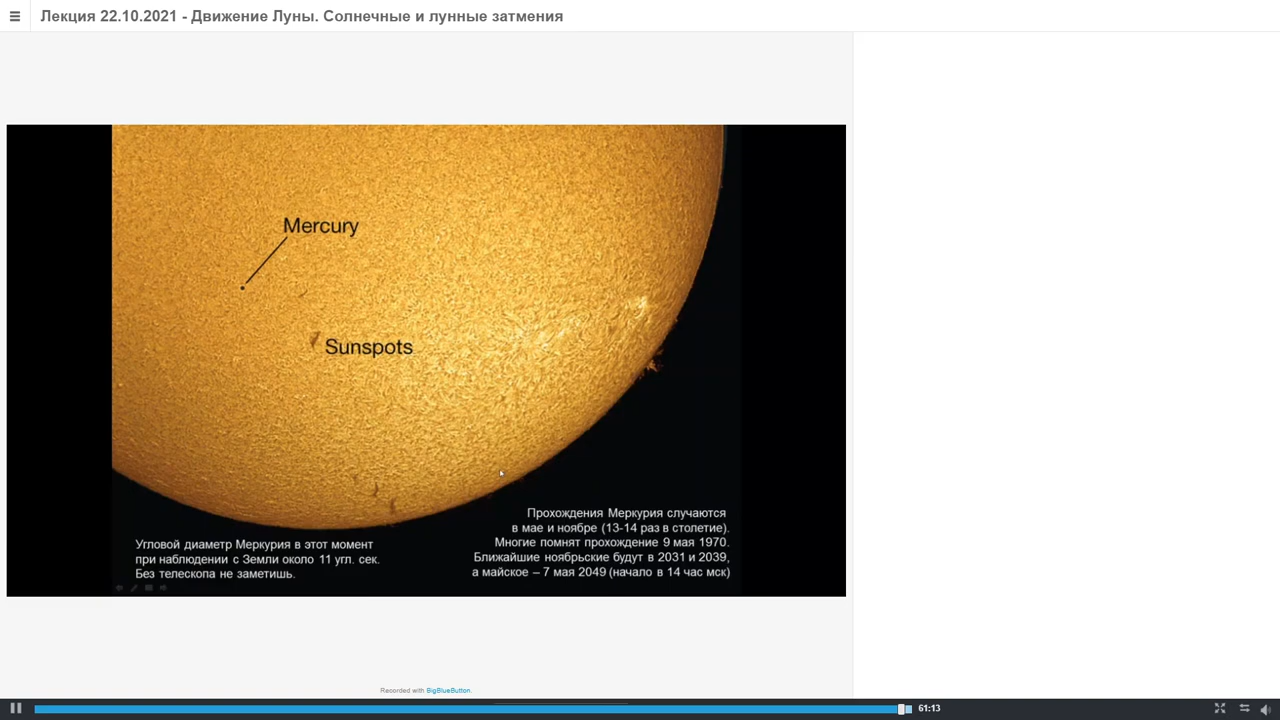 Лекция 22.10.2021 - Движение Луны. Солнечные и лунные затмения
Mercury
Sunspots
Прохождения Меркурия случаются
в мае и ноябре (13-14 раз в столетие).
Многие помнят прохождение 9 мая 1970.
Ближайшие ноябрьские будут в 2031 и 2039,
а майское – 7 мая 2049 (начало в 14 час мск)
Угловой диаметр Меркурия в этот момент
при наблюдении с Земли около 11 угл. сек.
Без телескопа не заметишь.
Recorded with BigBlueButton.
61:13